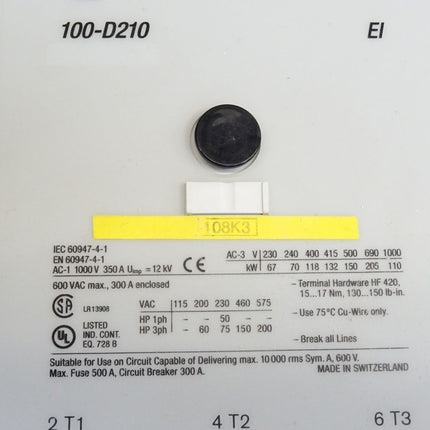 100-D210 EI
108K3
IEC 60947-4-1
EN 60947-4-1
AC-1 1000 V 350 A Uimp = 12 kV CE
AC-3 V 230 240 400 415 500 690 1000
kW 67 70 118 132 150 205 110
600 VAC max., 300 A enclosed
LR13908
LISTED
IND. CONT.
EQ. 728 B
VAC 115 200 230 460 575
HP 1ph – – 50 – –
HP 3ph – 60 75 150 200
– Terminal Hardware HF 420,
15...17 Nm, 130...150 lb-in.
– Use 75°C Cu-Wire only.
– Break all Lines
Suitable for Use on Circuit Capable of Delivering max. 10 000 rms Sym. A, 600 V.
Max. Fuse 500 A, Circuit Breaker 300 A. MADE IN SWITZERLAND
2 T1 4 T2 6 T3